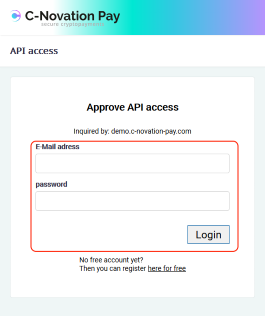 C-Novation Pay
secure cryptopayments
API access
Approve API access
Inquired by: demo.c-novation-pay.com
E-Mail adress
password
Login
No free account yet?
Then you can register here for free